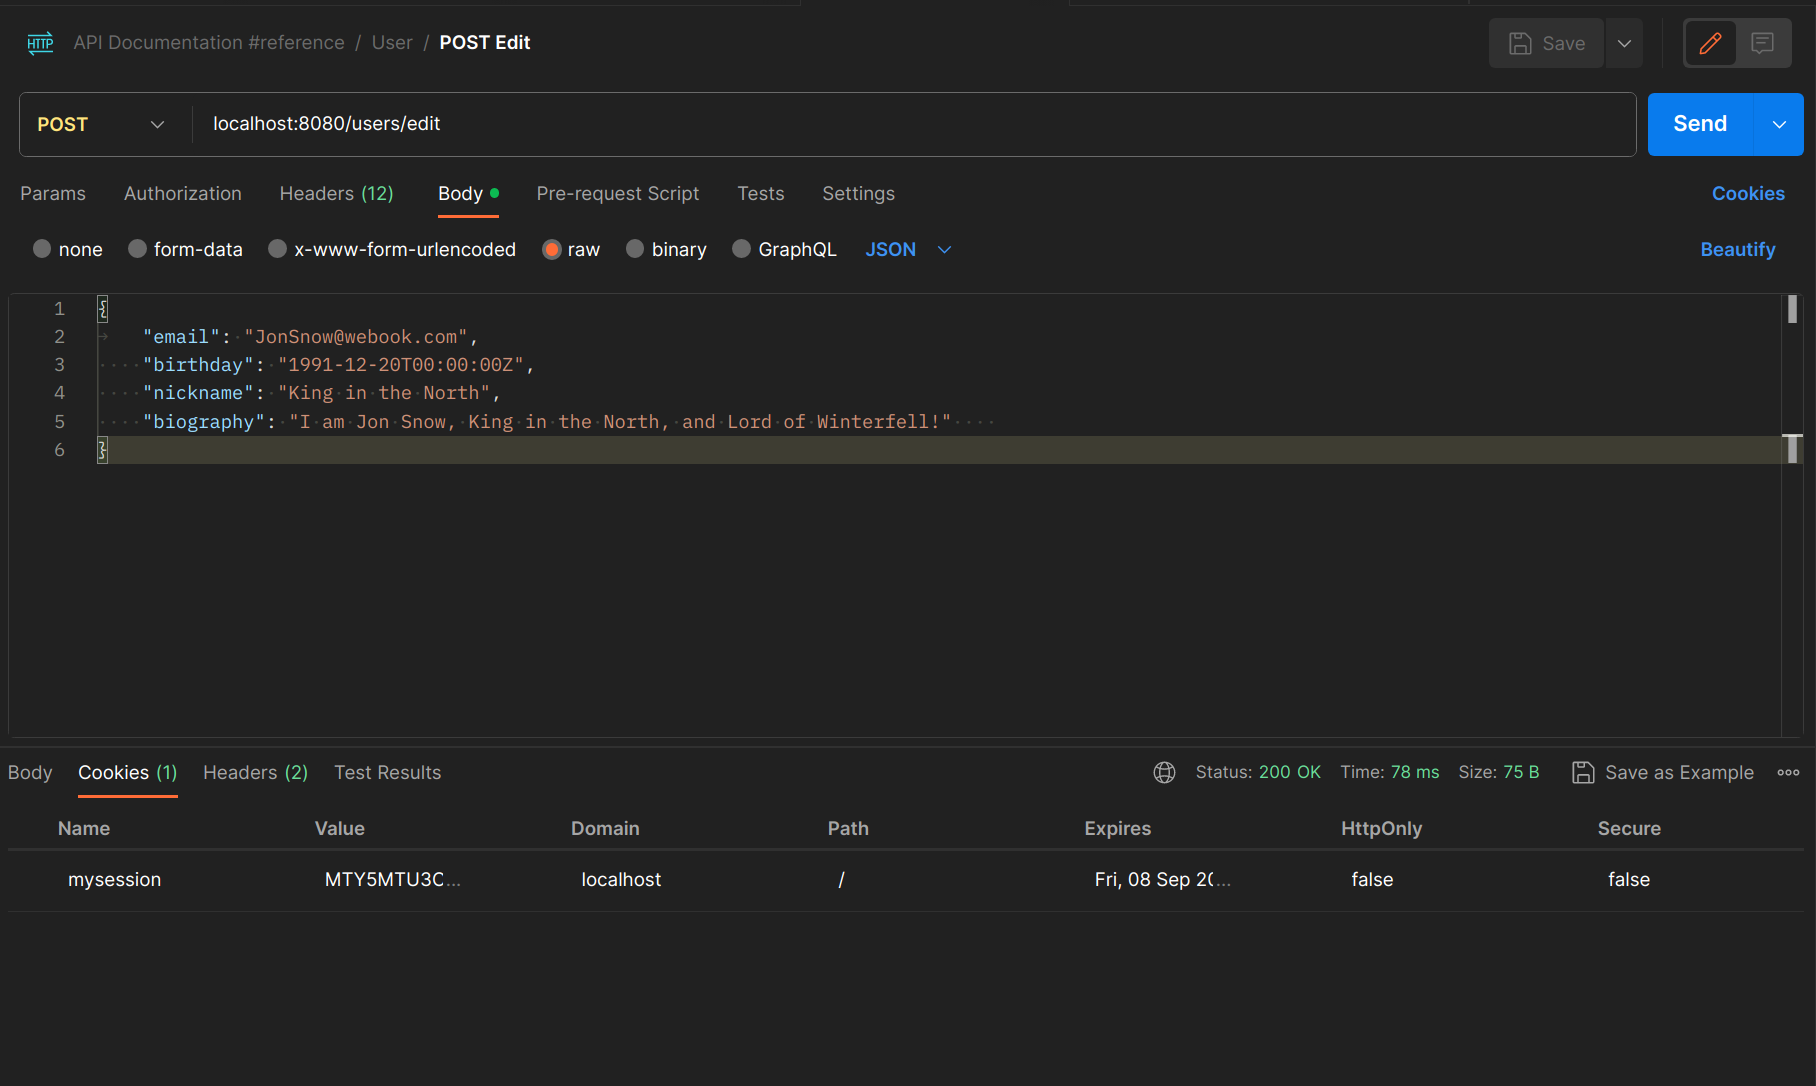 HTTP API Documentation #reference / User / POST Edit Save
POST localhost:8080/users/edit Send
Params Authorization Headers (12) Body Pre-request Script Tests Settings Cookies
none form-data x-www-form-urlencoded raw binary GraphQL JSON Beautify
1 {
2 "email": "JonSnow@webook.com",
3 "birthday": "1991-12-20T00:00:00Z",
4 "nickname": "King in the North",
5 "biography": "I am Jon Snow, King in the North, and Lord of Winterfell!"
6 }
Body Cookies (1) Headers (2) Test Results Status: 200 OK Time: 78 ms Size: 75 B Save as Example
Name Value Domain Path Expires HttpOnly Secure
mysession MTY5MTU3C... localhost / Fri, 08 Sep 20... false false